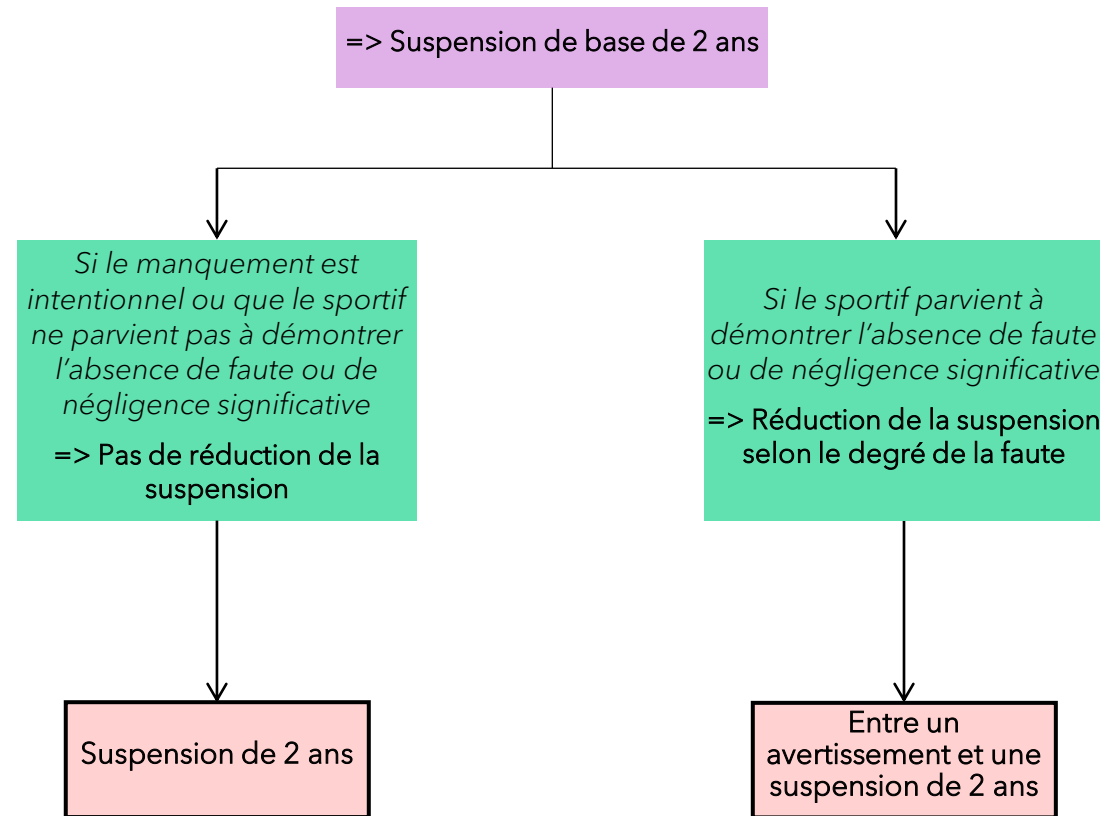 => Suspension de base de 2 ans
Si le manquement est
intentionnel ou que le sportif
ne parvient pas à démontrer
l’absence de faute ou de
négligence significative
=> Pas de réduction de la
suspension
Si le sportif parvient à
démontrer l’absence de faute
ou de négligence significative
=> Réduction de la suspension
selon le degré de la faute
Suspension de 2 ans
Entre un
avertissement et une
suspension de 2 ans